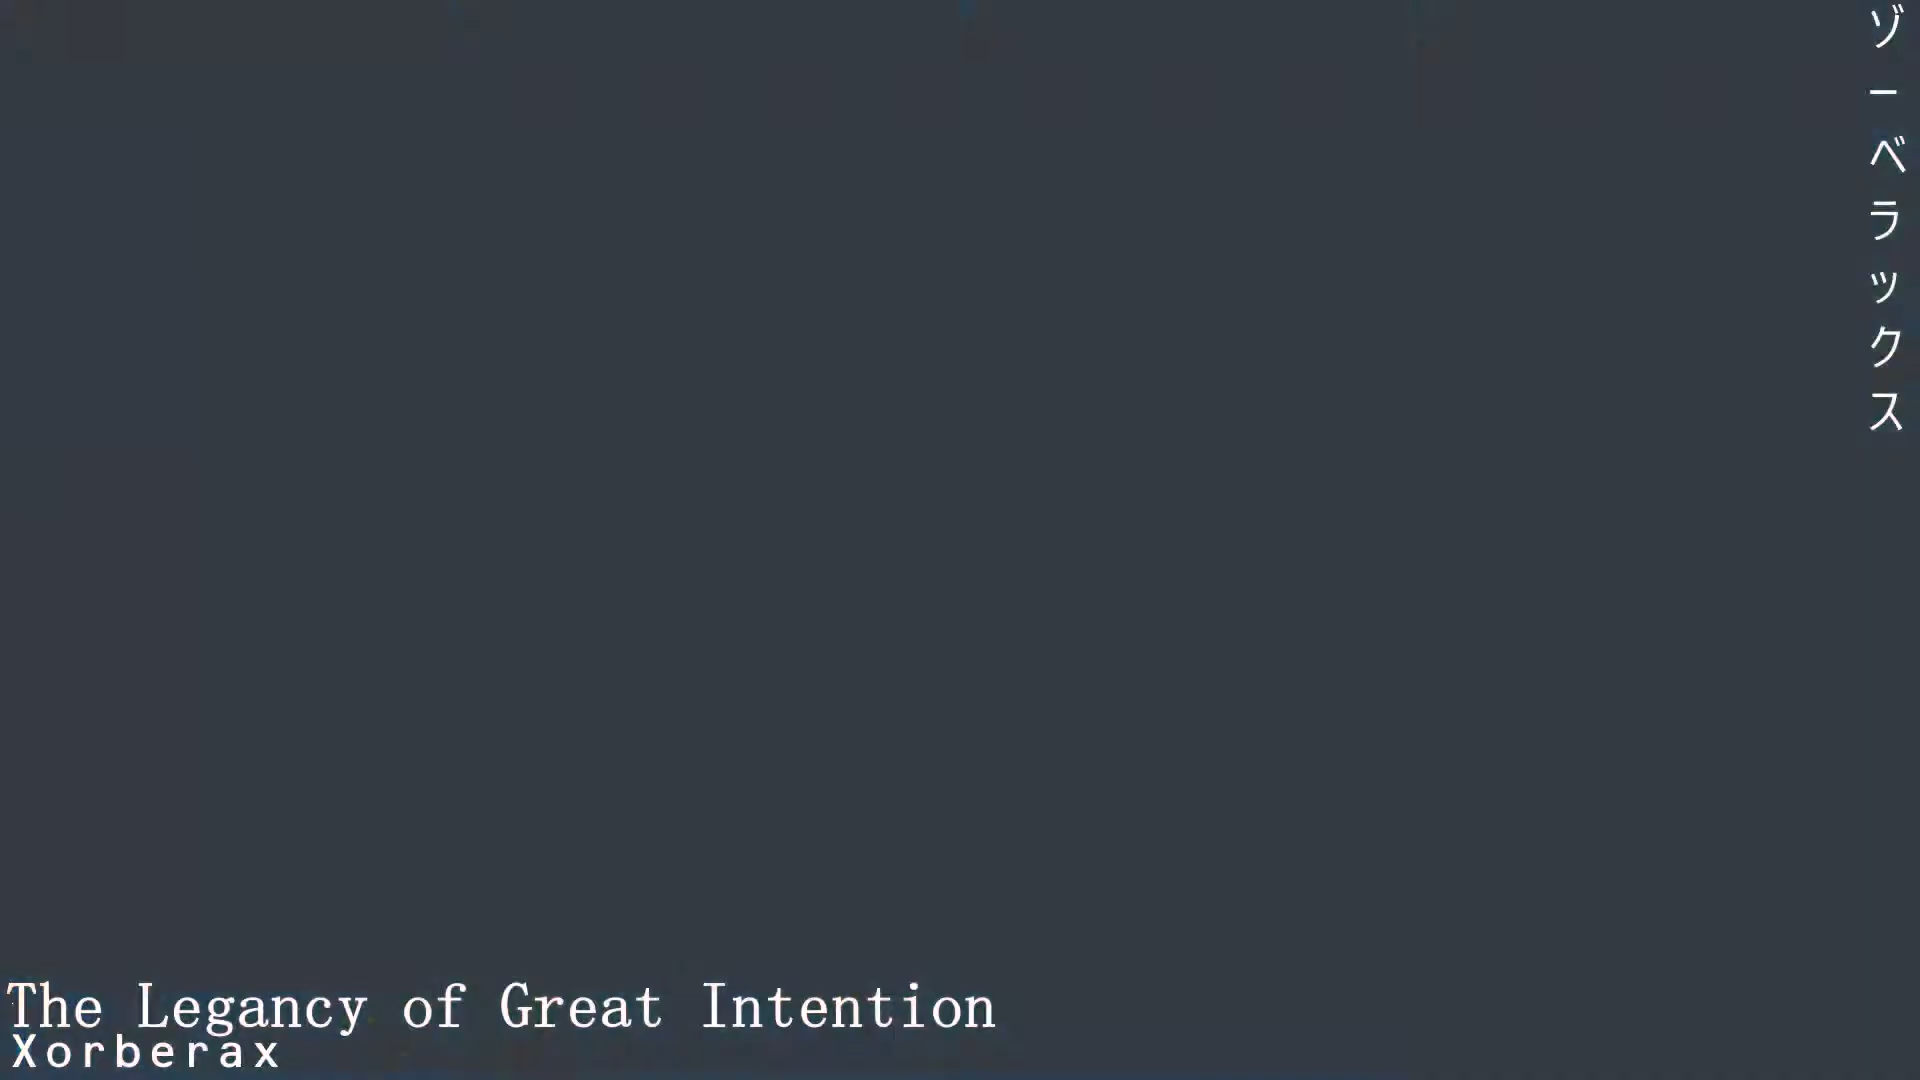 ゾーベラックス
The Legancy of Great Intention
Xorberax